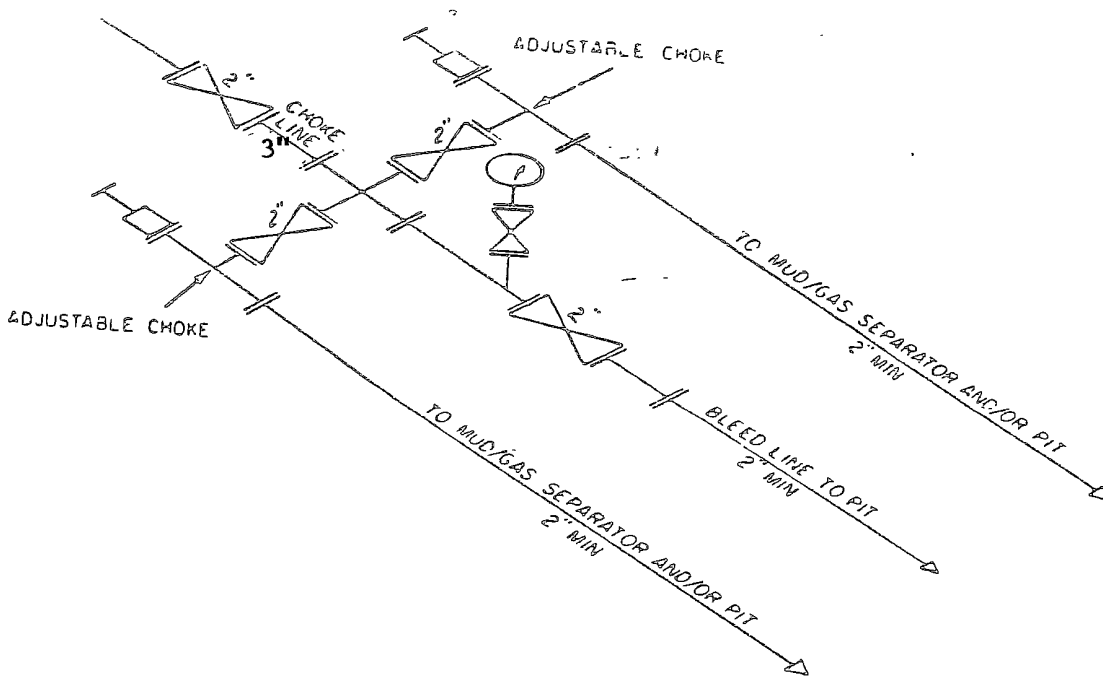 ADJUSTABLE CHOKE
2"
CHOKE
LINE
3"
2"
2"
ADJUSTABLE CHOKE
2"
TO MUD/GAS SEPARATOR AND/OR PIT
2" MIN
BLEED LINE TO PIT
2" MIN
TO MUD/GAS SEPARATOR AND/OR PIT
2" MIN